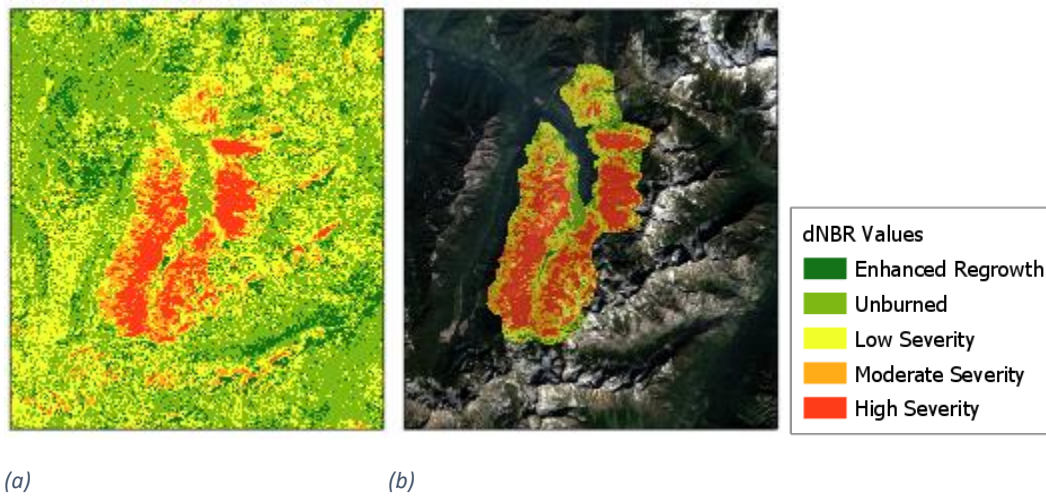 dNBR Values
Enhanced Regrowth
Unburned
Low Severity
Moderate Severity
High Severity
(a)
(b)